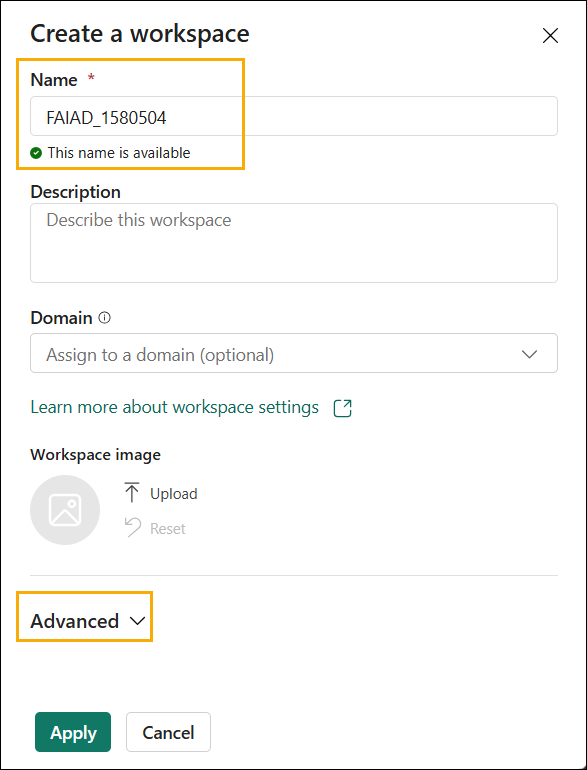 Create a workspace
Name *
FAIAD_1580504
This name is available
Description
Describe this workspace
Domain
Assign to a domain (optional)
Learn more about workspace settings
Workspace image
Upload
Reset
Advanced
Apply Cancel